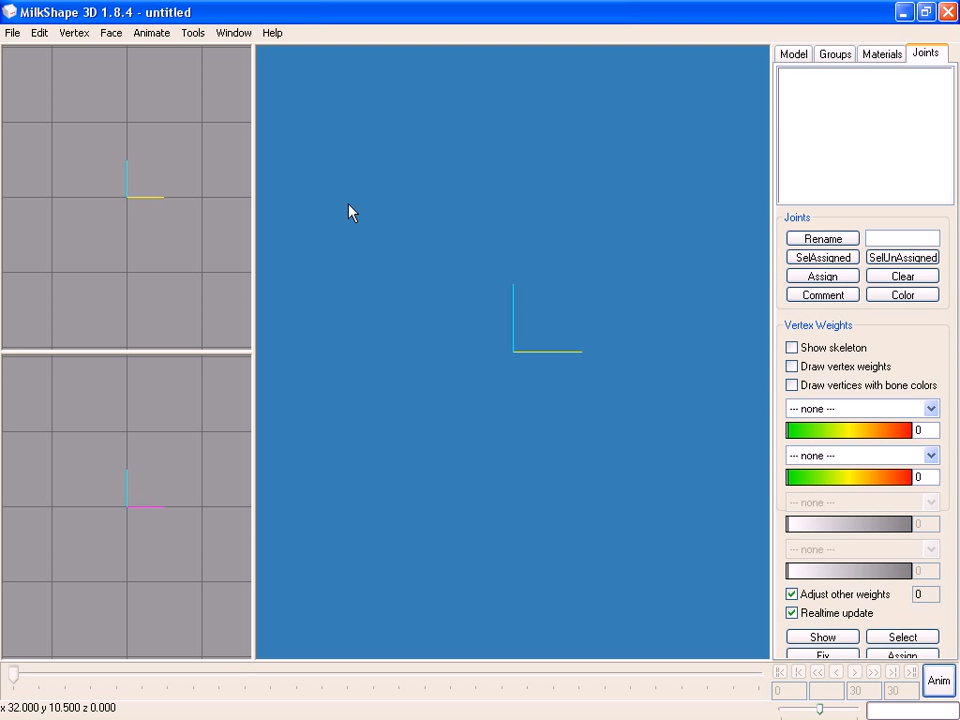 MilkShape 3D 1.8.4 - untitled
File Edit Vertex Face Animate Tools Window Help
Model Groups Materials Joints
Joints
Rename
SelAssigned SelUnAssigned
Assign Clear
Comment Color
Vertex Weights
Show skeleton
Draw vertex weights
Draw vertices with bone colors
--- none ---
0
--- none ---
0
--- none ---
0
--- none ---
0
Adjust other weights 0
Realtime update
Show Select
Fix Assign
Anim
0 30 30
x 32.000 y 10.500 z 0.000